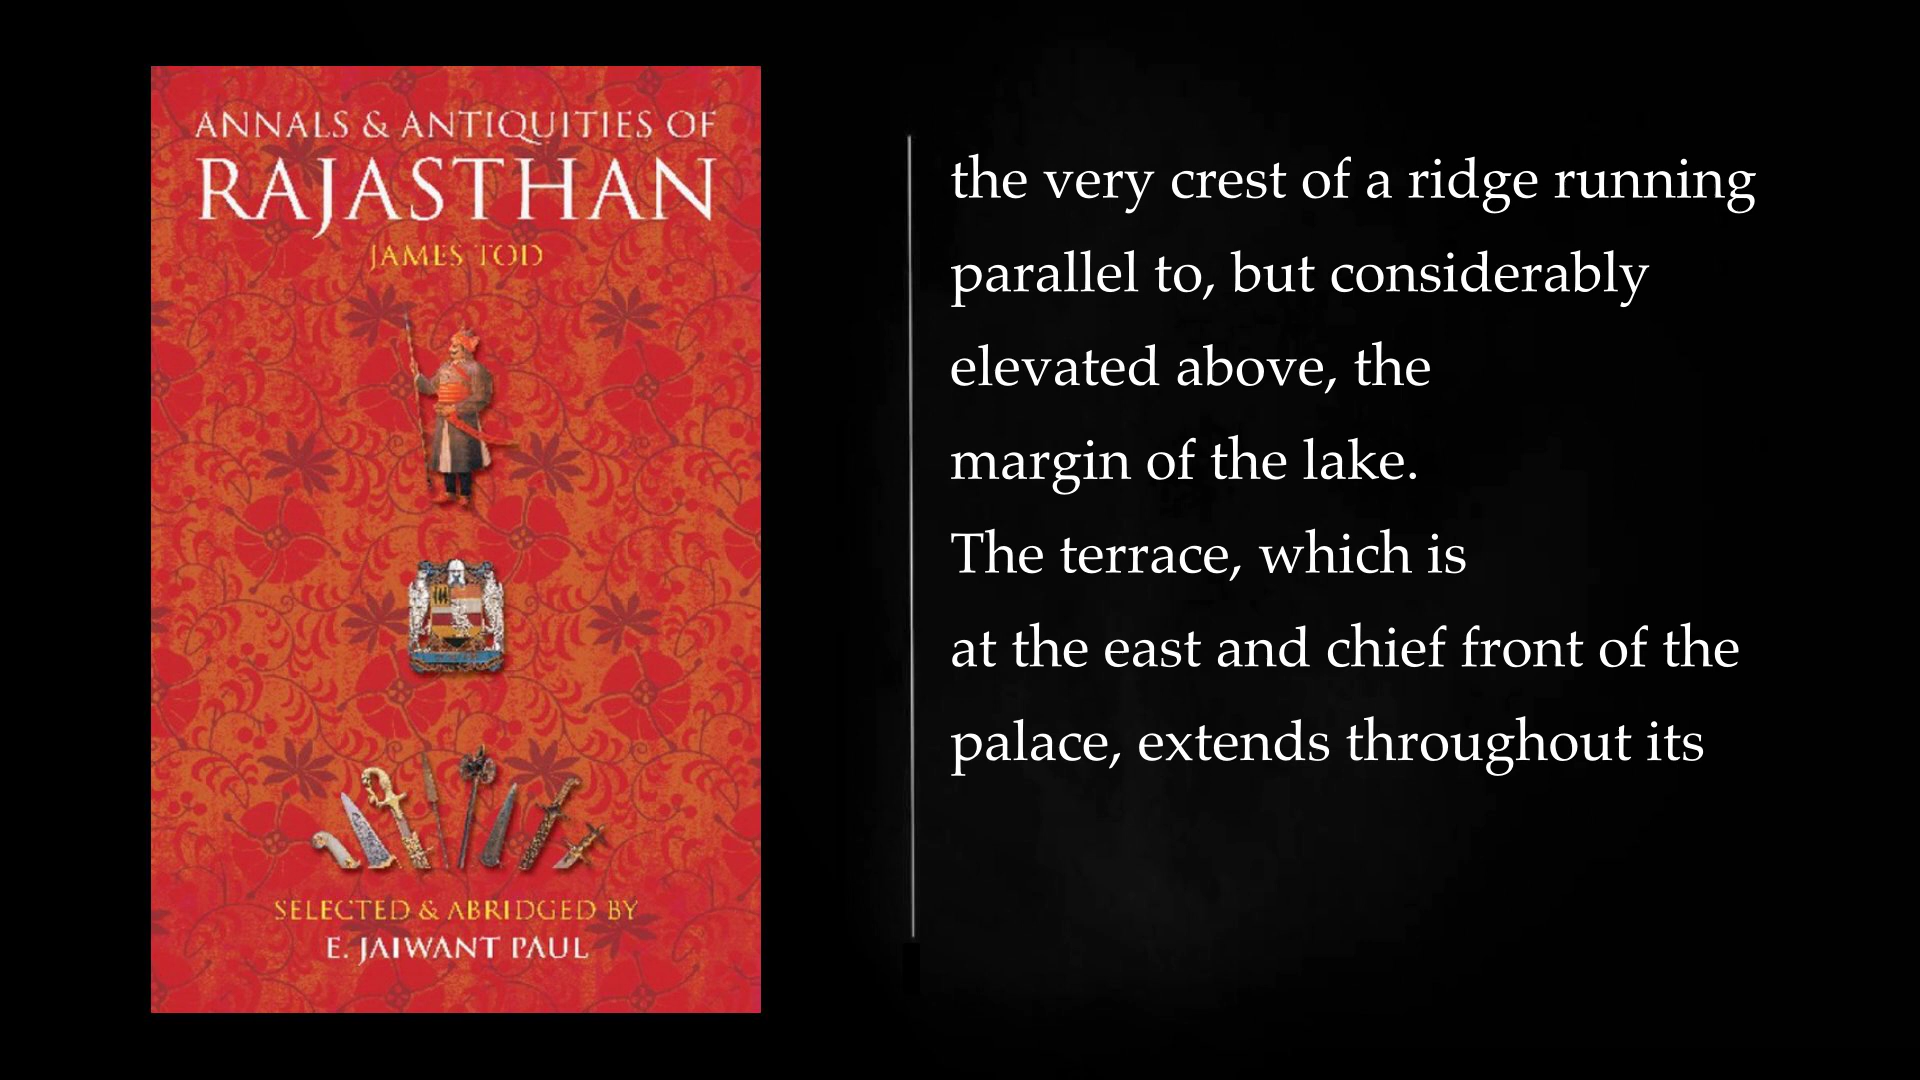 ANNALS & ANTIQUITIES OF
RAJASTHAN
JAMES TOD
SELECTED & ABRIDGED BY
E. JAIWANT PAUL
the very crest of a ridge running
parallel to, but considerably
elevated above, the
margin of the lake.
The terrace, which is
at the east and chief front of the
palace, extends throughout its